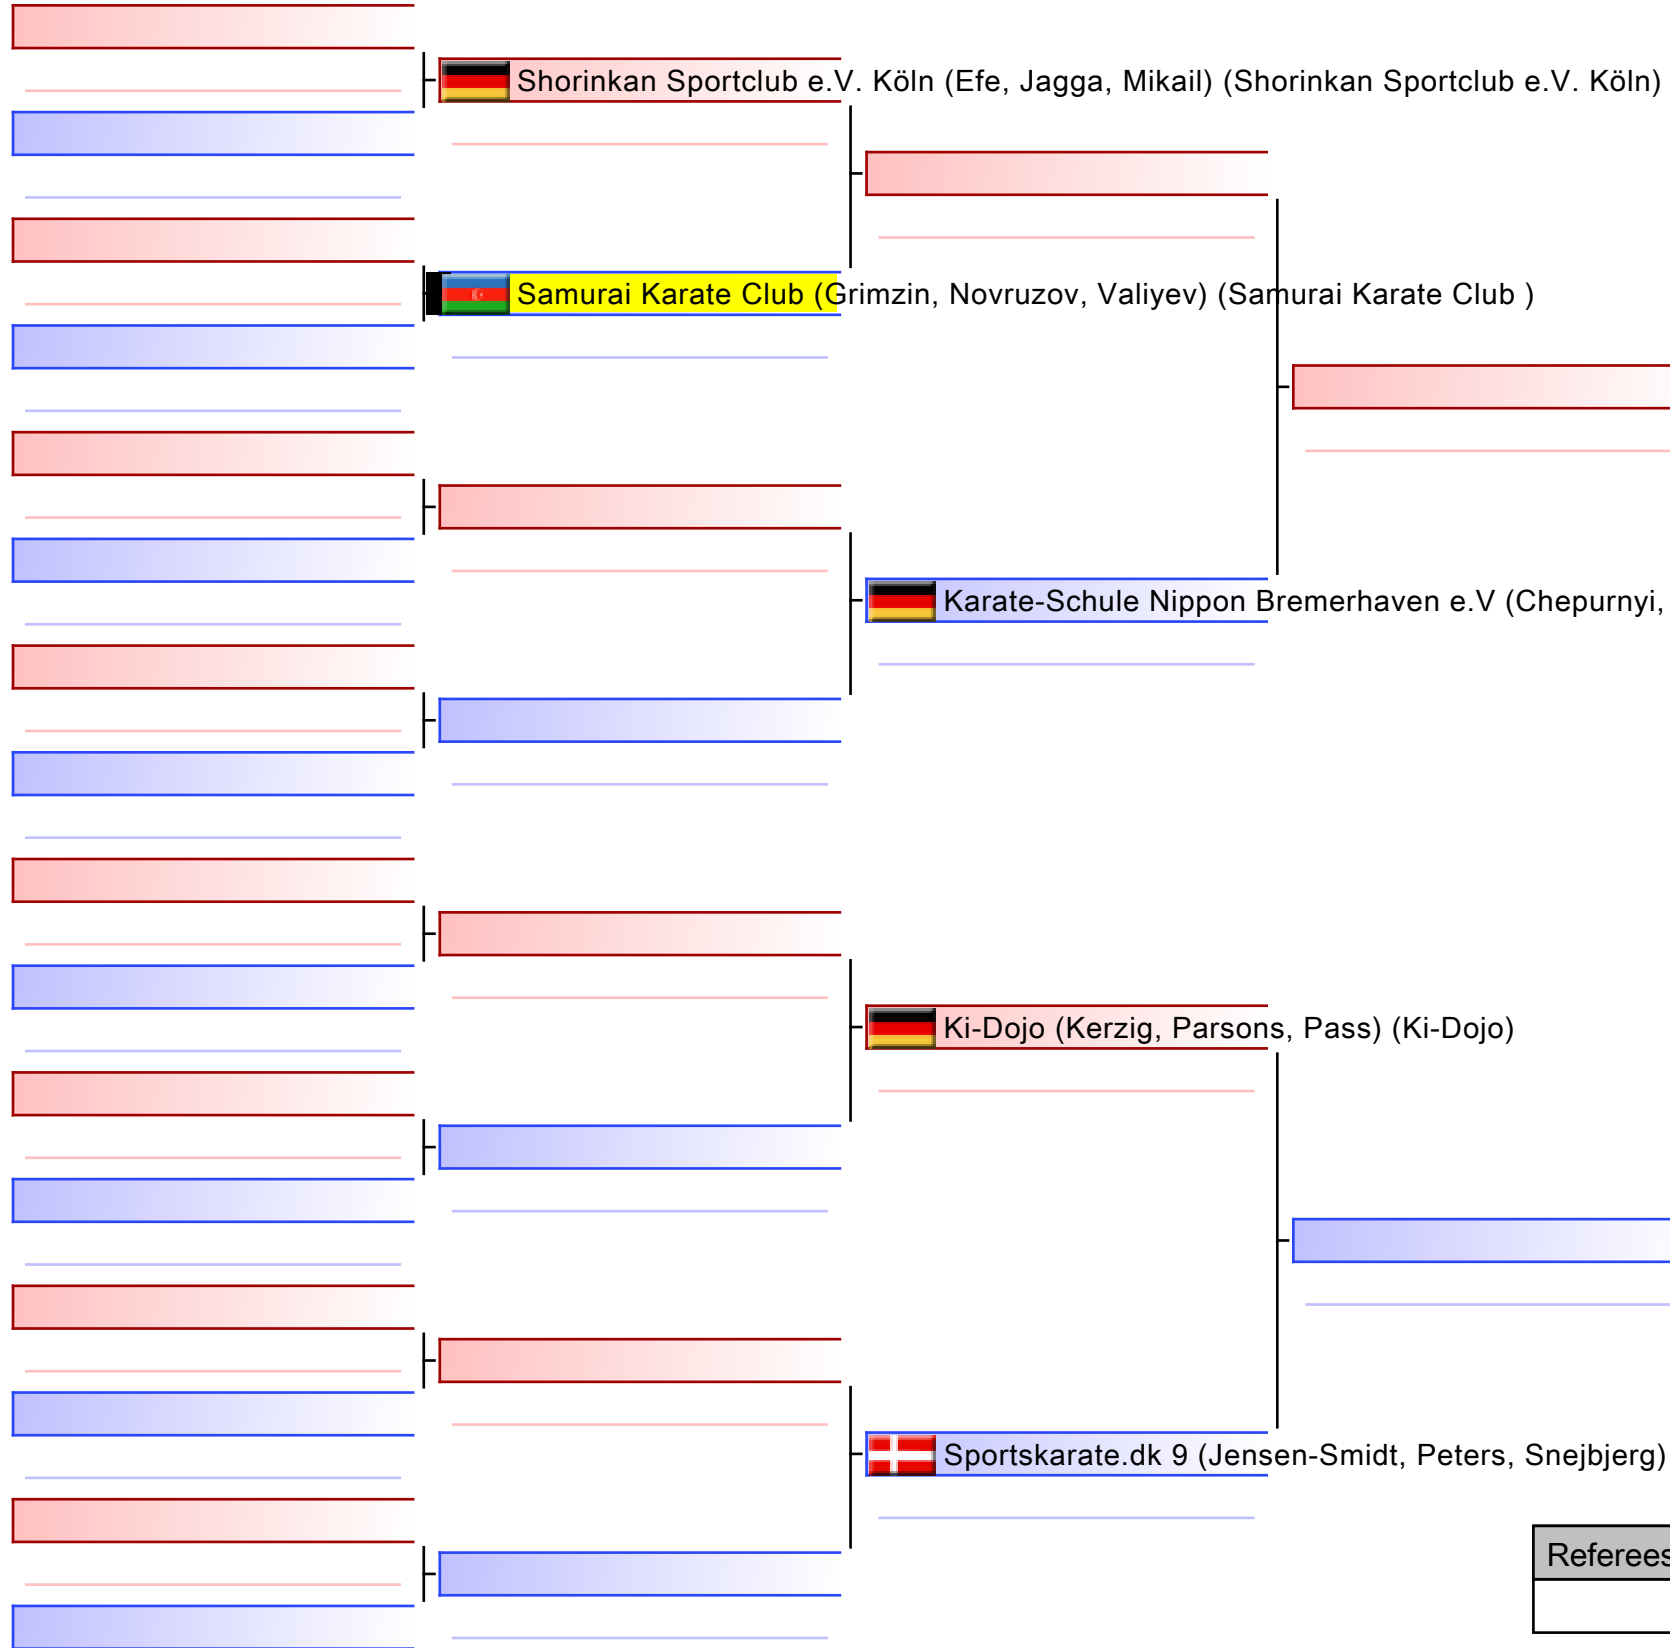 Shorinkan Sportclub e.V. Köln (Efe, Jagga, Mikail) (Shorinkan Sportclub e.V. Köln)
Samurai Karate Club (Grimzin, Novruzov, Valiyev) (Samurai Karate Club )
Karate-Schule Nippon Bremerhaven e.V (Chepurnyi,
Ki-Dojo (Kerzig, Parsons, Pass) (Ki-Dojo)
Sportskarate.dk 9 (Jensen-Smidt, Peters, Snejbjerg)
Referees